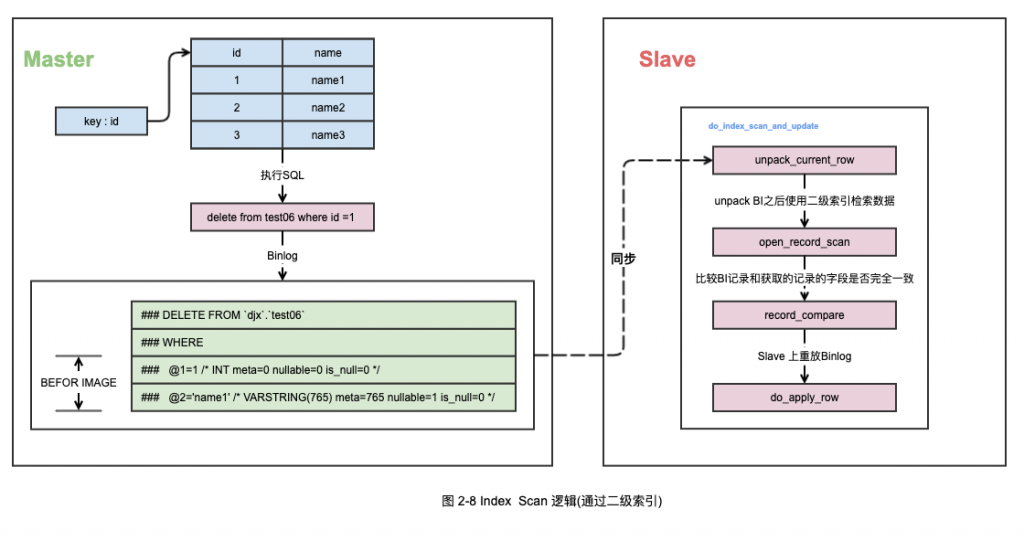 Master
key : id
id name
1 name1
2 name2
3 name3
执行SQL
delete from test06 where id =1
Binlog
### DELETE FROM `djx`.`test06`
### WHERE
### @1=1 /* INT meta=0 nullable=0 is_null=0 */
### @2='name1' /* VARSTRING(765) meta=765 nullable=1 is_null=0 */
BEFOR IMAGE
同步
Slave
do_index_scan_and_update
unpack_current_row
unpack BI之后使用二级索引检索数据
open_record_scan
比较BI记录和获取的记录的字段是否完全一致
record_compare
Slave 上重放Binlog
do_apply_row
图 2-8 Index Scan 逻辑(通过二级索引)